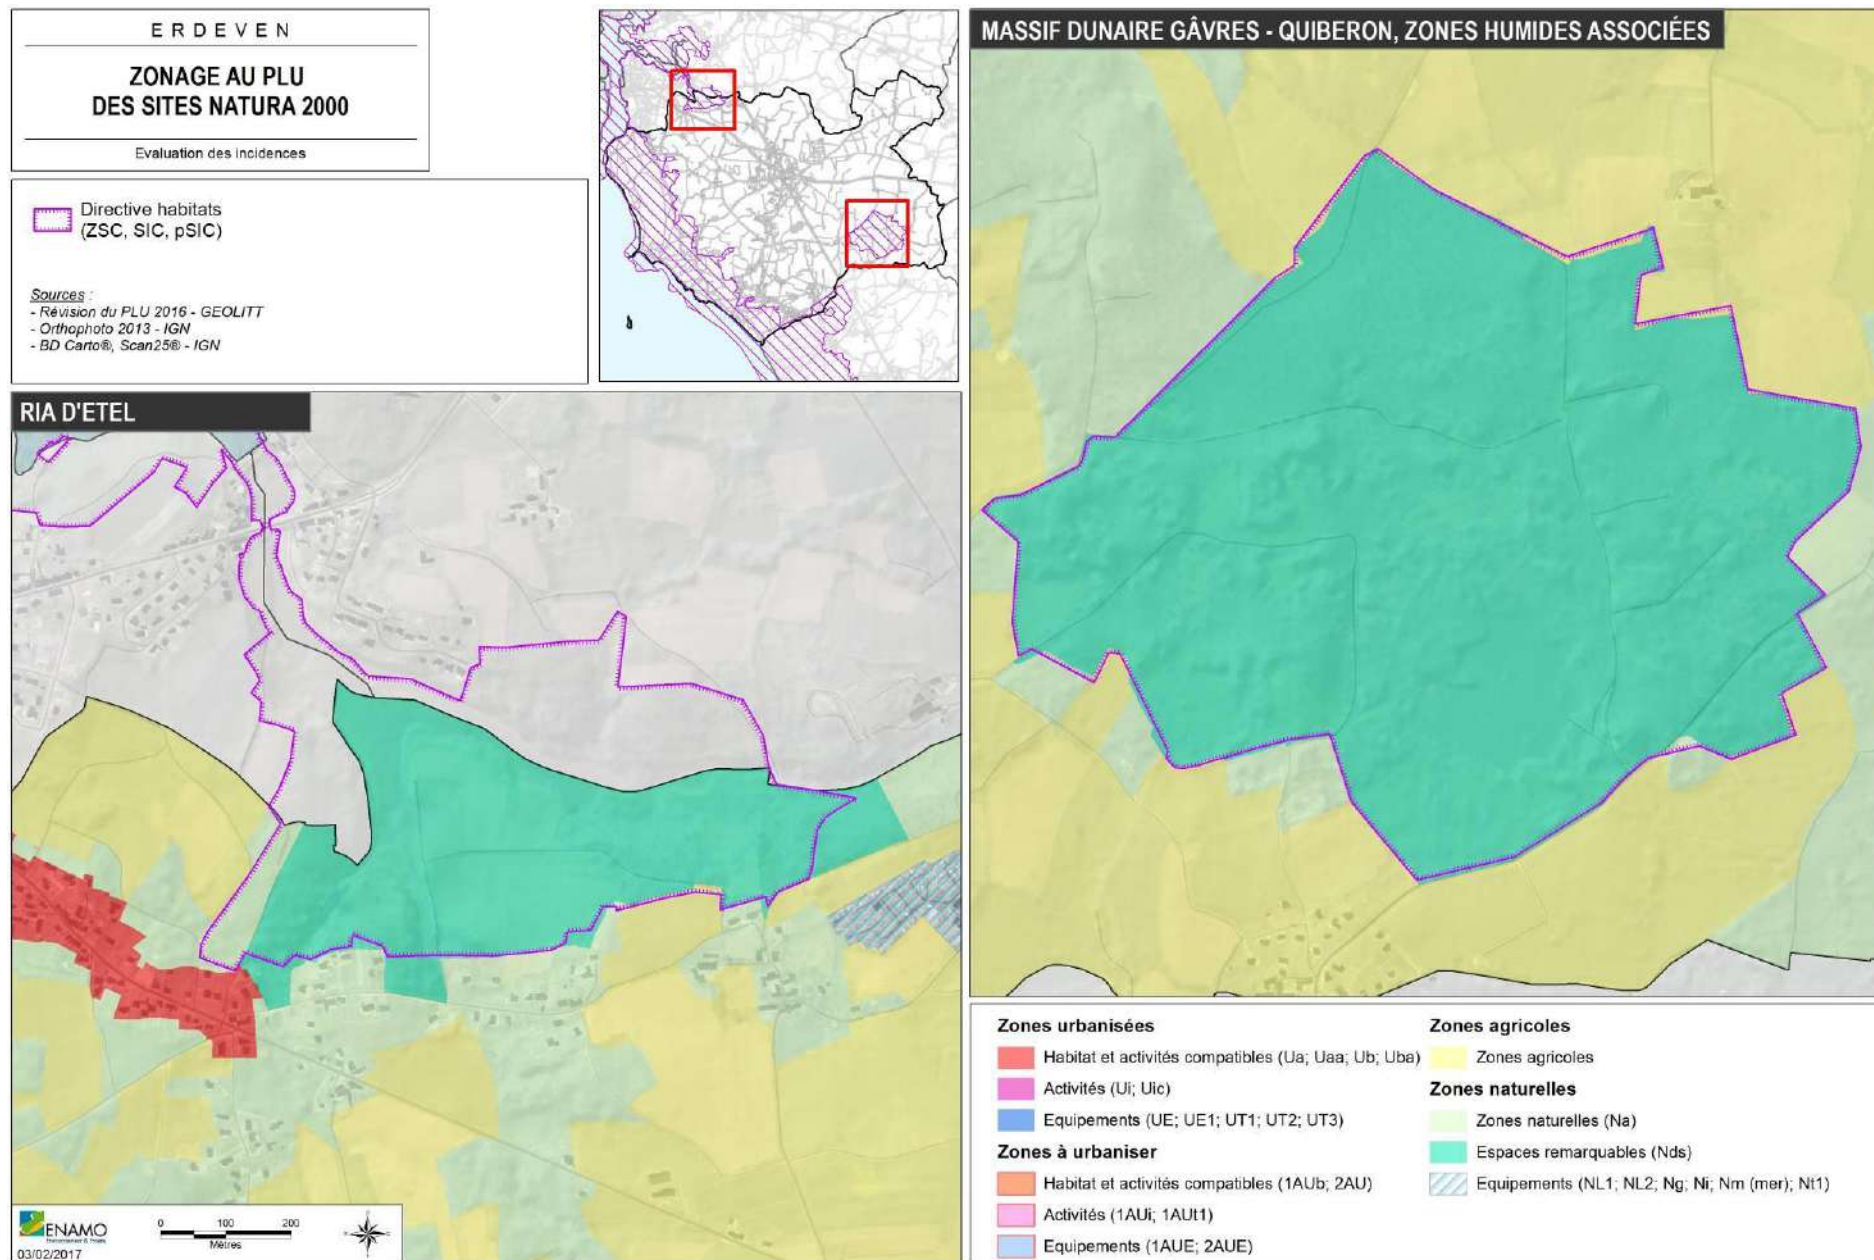 ERDEVEN
ZONAGE AU PLU
DES SITES NATURA 2000
Evaluation des incidences
Directive habitats
(ZSC, SIC, pSIC)
Sources :
- Révision du PLU 2016 - GEOLITT
- Orthophoto 2013 - IGN
- BD Carto®, Scan25® - IGN
RIA D'ETEL
MASSIF DUNAIRE GÂVRES - QUIBERON, ZONES HUMIDES ASSOCIÉES
Zones urbanisées
Habitat et activités compatibles (Ua; Uaa; Ub; Uba)
Activités (Ui; Uic)
Equipements (UE; UE1; UT1; UT2; UT3)
Zones à urbaniser
Habitat et activités compatibles (1AUb; 2AU)
Activités (1AUi; 1AUt1)
Equipements (1AUE; 2AUE)
Zones agricoles
Zones agricoles
Zones naturelles
Zones naturelles (Na)
Espaces remarquables (Nds)
Equipements (NL1; NL2; Ng; Ni; Nm (mer); Nt1)
ENAMO
03/02/2017
0 100 200
Mètres